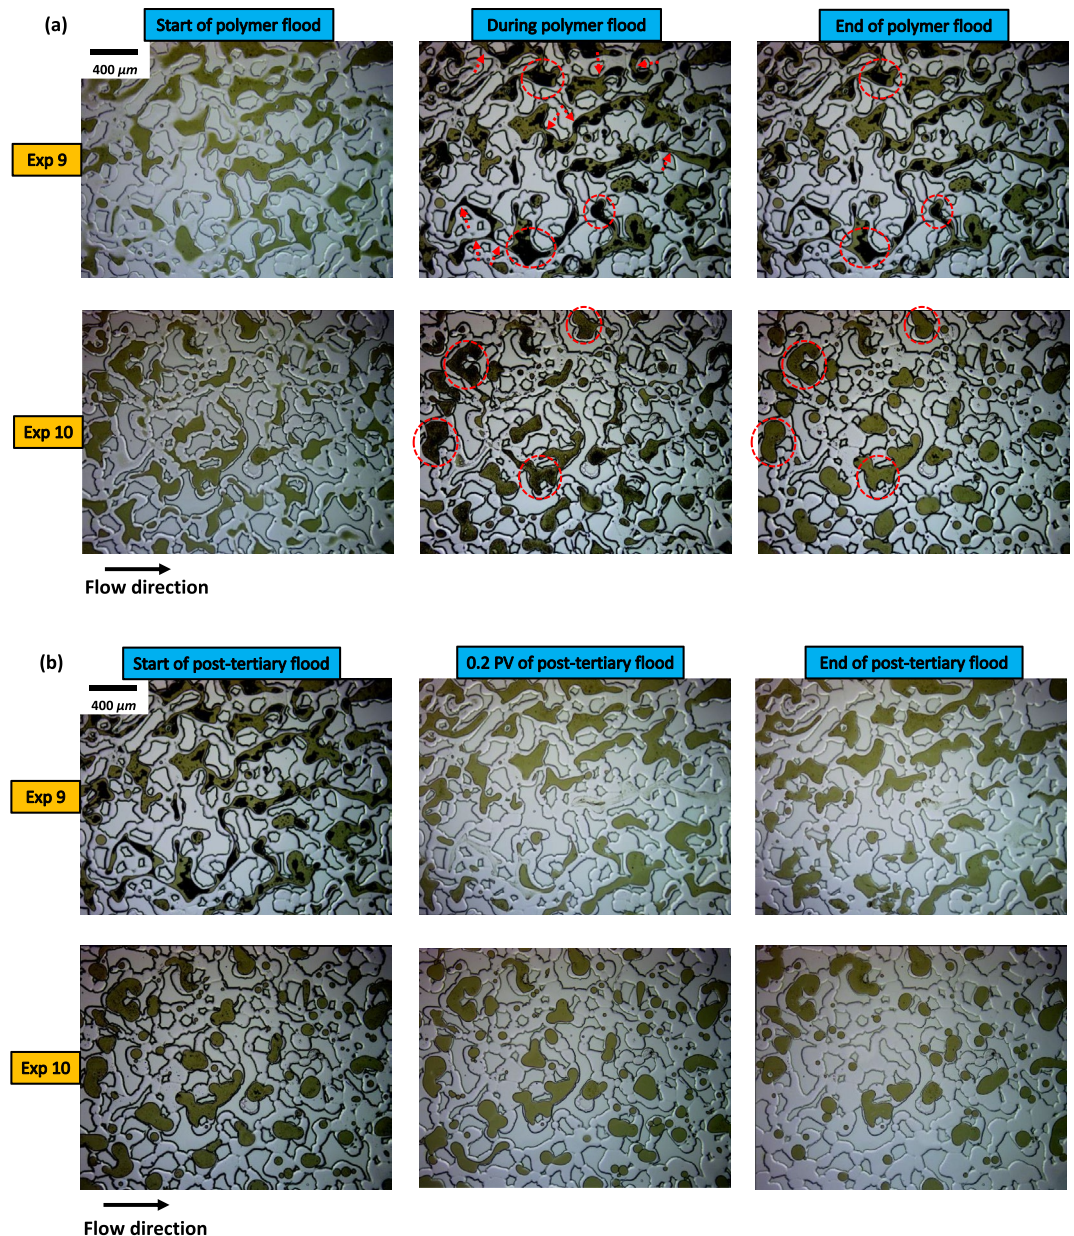 (a)
Start of polymer flood
During polymer flood
End of polymer flood
400 μm
Exp 9
Exp 10
Flow direction
(b)
Start of post-tertiary flood
0.2 PV of post-tertiary flood
End of post-tertiary flood
400 μm
Exp 9
Exp 10
Flow direction